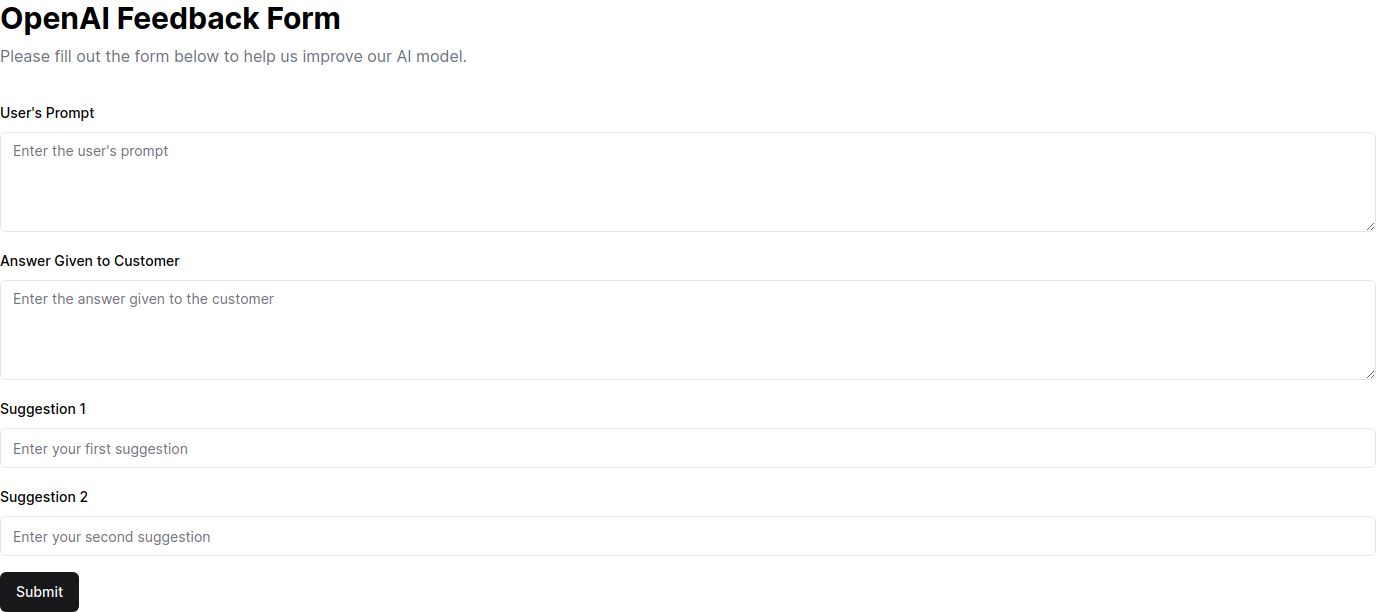 OpenAI Feedback Form
Please fill out the form below to help us improve our AI model.
User's Prompt
Enter the user's prompt
Answer Given to Customer
Enter the answer given to the customer
Suggestion 1
Enter your first suggestion
Suggestion 2
Enter your second suggestion
Submit